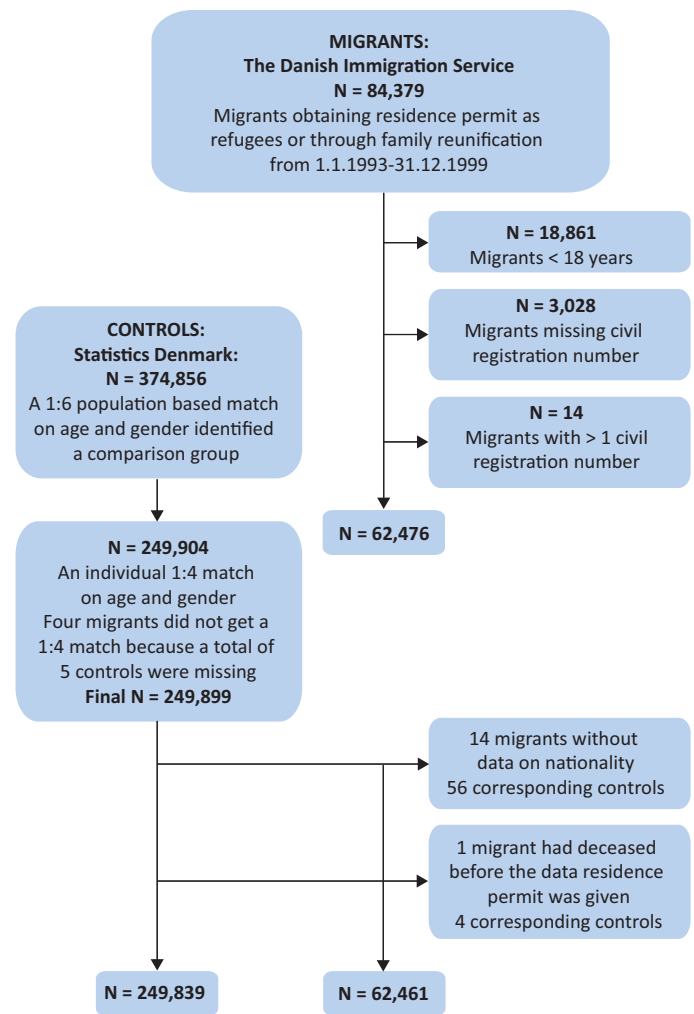 MIGRANTS:
The Danish Immigration Service
N = 84,379
Migrants obtaining residence permit as
refugees or through family reunification
from 1.1.1993-31.12.1999
N = 18,861
Migrants < 18 years
N = 3,028
Migrants missing civil
registration number
N = 14
Migrants with > 1 civil
registration number
N = 62,476
CONTROLS:
Statistics Denmark:
N = 374,856
A 1:6 population based match
on age and gender identified
a comparison group
N = 249,904
An individual 1:4 match
on age and gender
Four migrants did not get a
1:4 match because a total of
5 controls were missing
Final N = 249,899
14 migrants without
data on nationality
56 corresponding controls
1 migrant had deceased
before the data residence
permit was given
4 corresponding controls
N = 249,839
N = 62,461